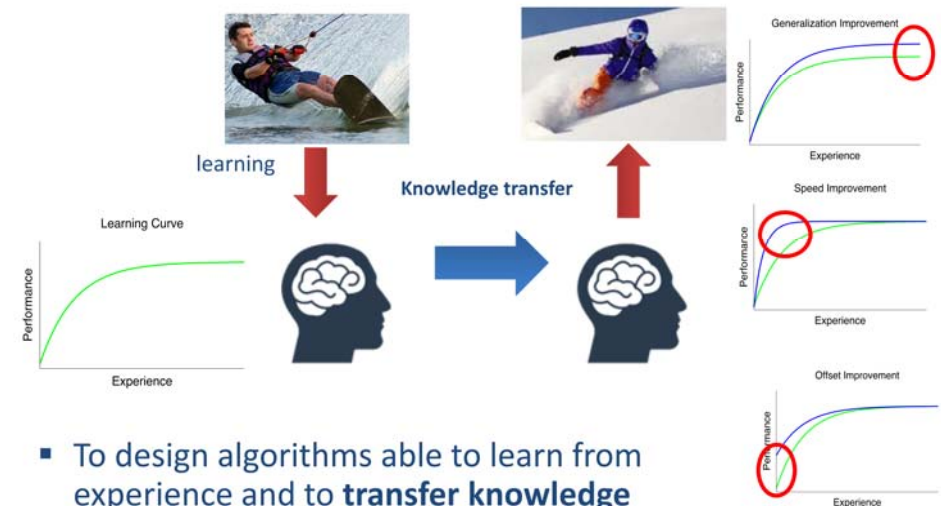 Generalization Improvement
Performance
Experience
learning
Knowledge transfer
Speed Improvement
Performance
Experience
Learning Curve
Performance
Experience
Offset Improvement
Performance
Experience
▪ To design algorithms able to learn from
experience and to transfer knowledge